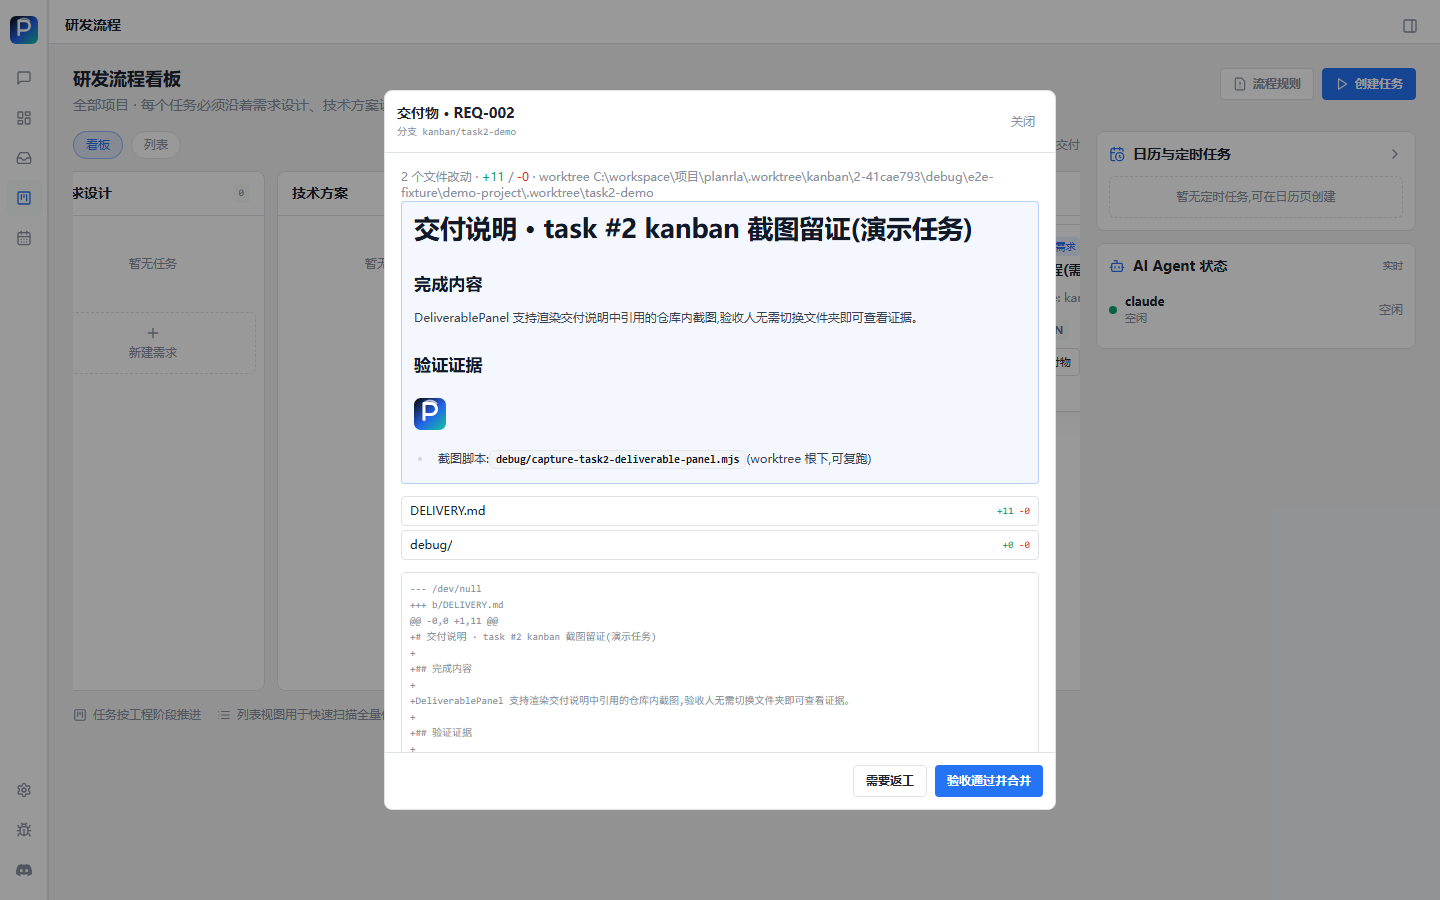 研发流程
研发流程看板
全部项目 · 每个任务必须沿着需求设计、技术方案
流程规则
创建任务
看板
列表
交付
求设计
0
技术方案
暂无任务
暂无
新建需求
任务按工程阶段推进
列表视图用于快速扫描全量
需求
程(需
: kan
N
付物
日历与定时任务
暂无定时任务,可在日历页创建
AI Agent 状态
实时
claude
空闲
空闲
交付物 • REQ-002
分支 kanban/task2-demo
关闭
2 个文件改动 · +11 / -0 · worktree C:\workspace\项目\planrla\.worktree\kanban\2-41cae793\debug\e2e-
fixture\demo-project\.worktree\task2-demo
交付说明 · task #2 kanban 截图留证(演示任务)
完成内容
DeliverablePanel 支持渲染交付说明中引用的仓库内截图,验收人无需切换文件夹即可查看证据。
验证证据
P
截图脚本: debug/capture-task2-deliverable-panel.mjs (worktree 根下,可复跑)
DELIVERY.md
+11 -0
debug/
+0 -0
--- /dev/null
+++ b/DELIVERY.md
@@ -0,0 +1,11 @@
+# 交付说明 · task #2 kanban 截图留证(演示任务)
+
+## 完成内容
+
+DeliverablePanel 支持渲染交付说明中引用的仓库内截图,验收人无需切换文件夹即可查看证据。
+
+## 验证证据
+
需要返工
验收通过并合并